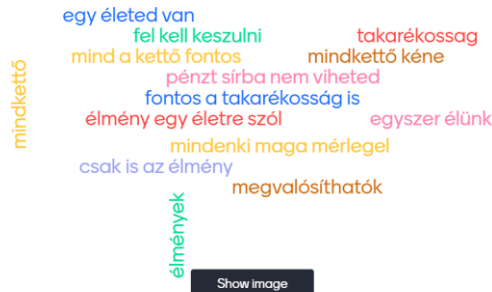 egy életed van
fel kell keszulni
takarékossag
mind a kettő fontos
mindkettő kéne
mindkettő
pénzt sírba nem viheted
fontos a takarékosság is
élmény egy életre szól
egyszer élünk
mindenki maga mérlegel
csak is az élmény
megvalósíthatók
élmények
Show image